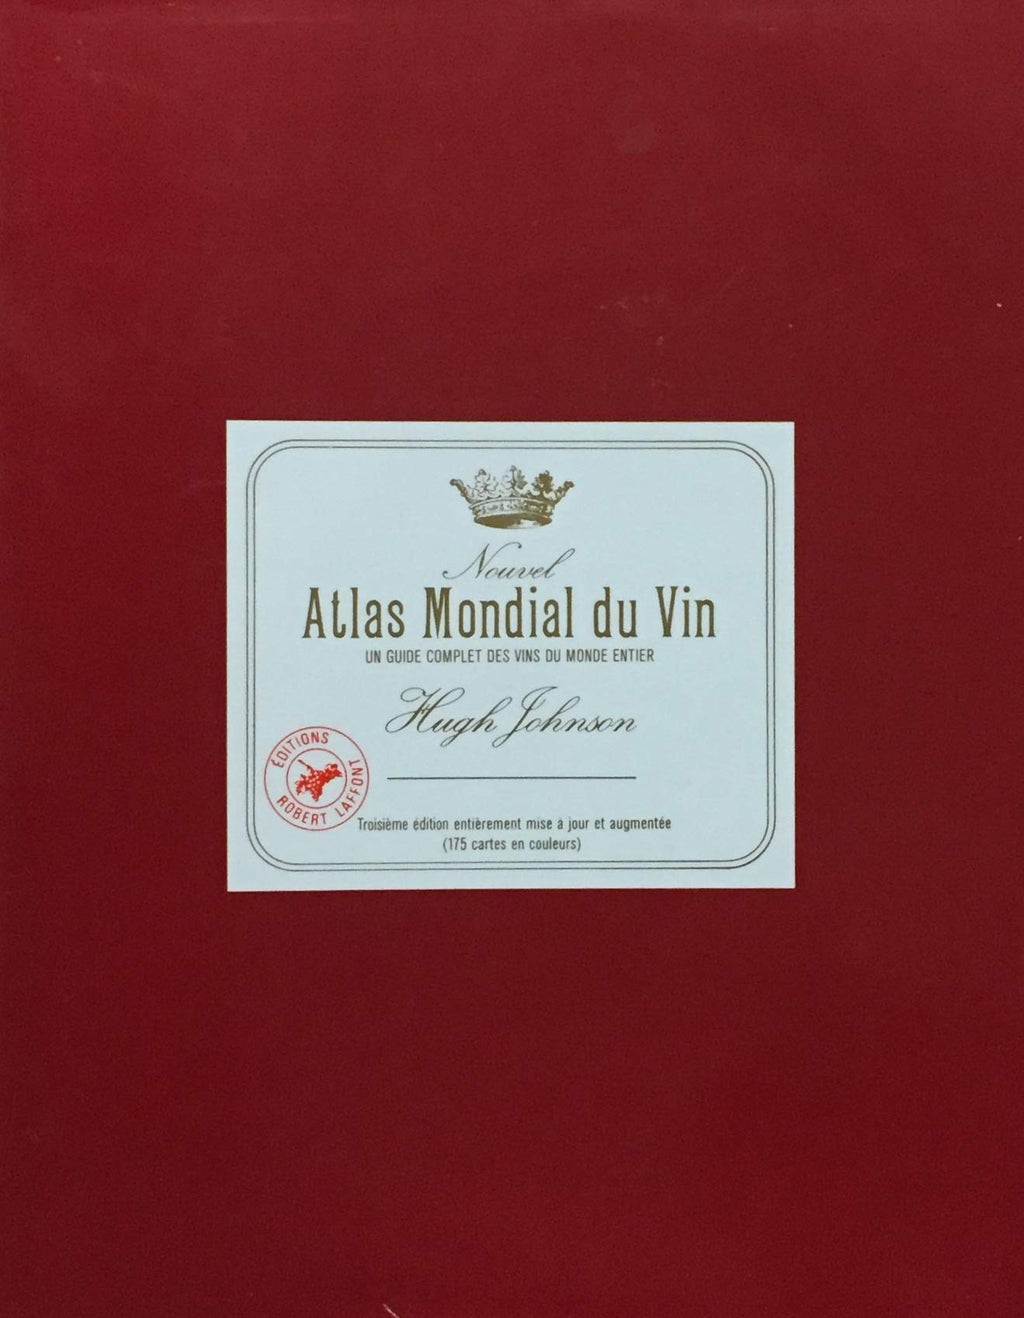 Nouvel
Atlas Mondial du Vin
UN GUIDE COMPLET DES VINS DU MONDE ENTIER
Hugh Johnson
ÉDITIONS
ROBERT LAFFONT
Troisième édition entièrement mise à jour et augmentée
(175 cartes en couleurs)